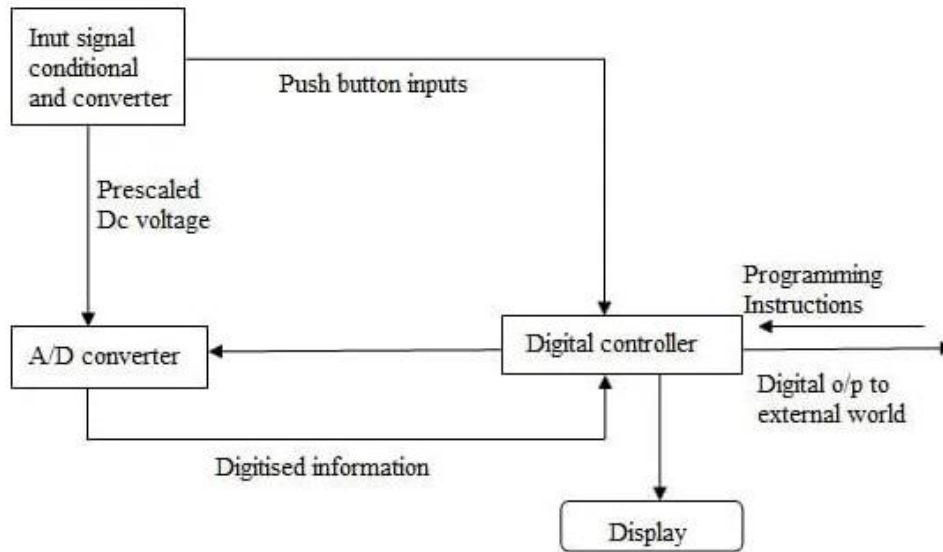 Inut signal
conditional
and converter
Push button inputs
Prescaled
Dc voltage
Programming
Instructions
A/D converter
Digital controller
Digital o/p to
external world
Digitised information
Display